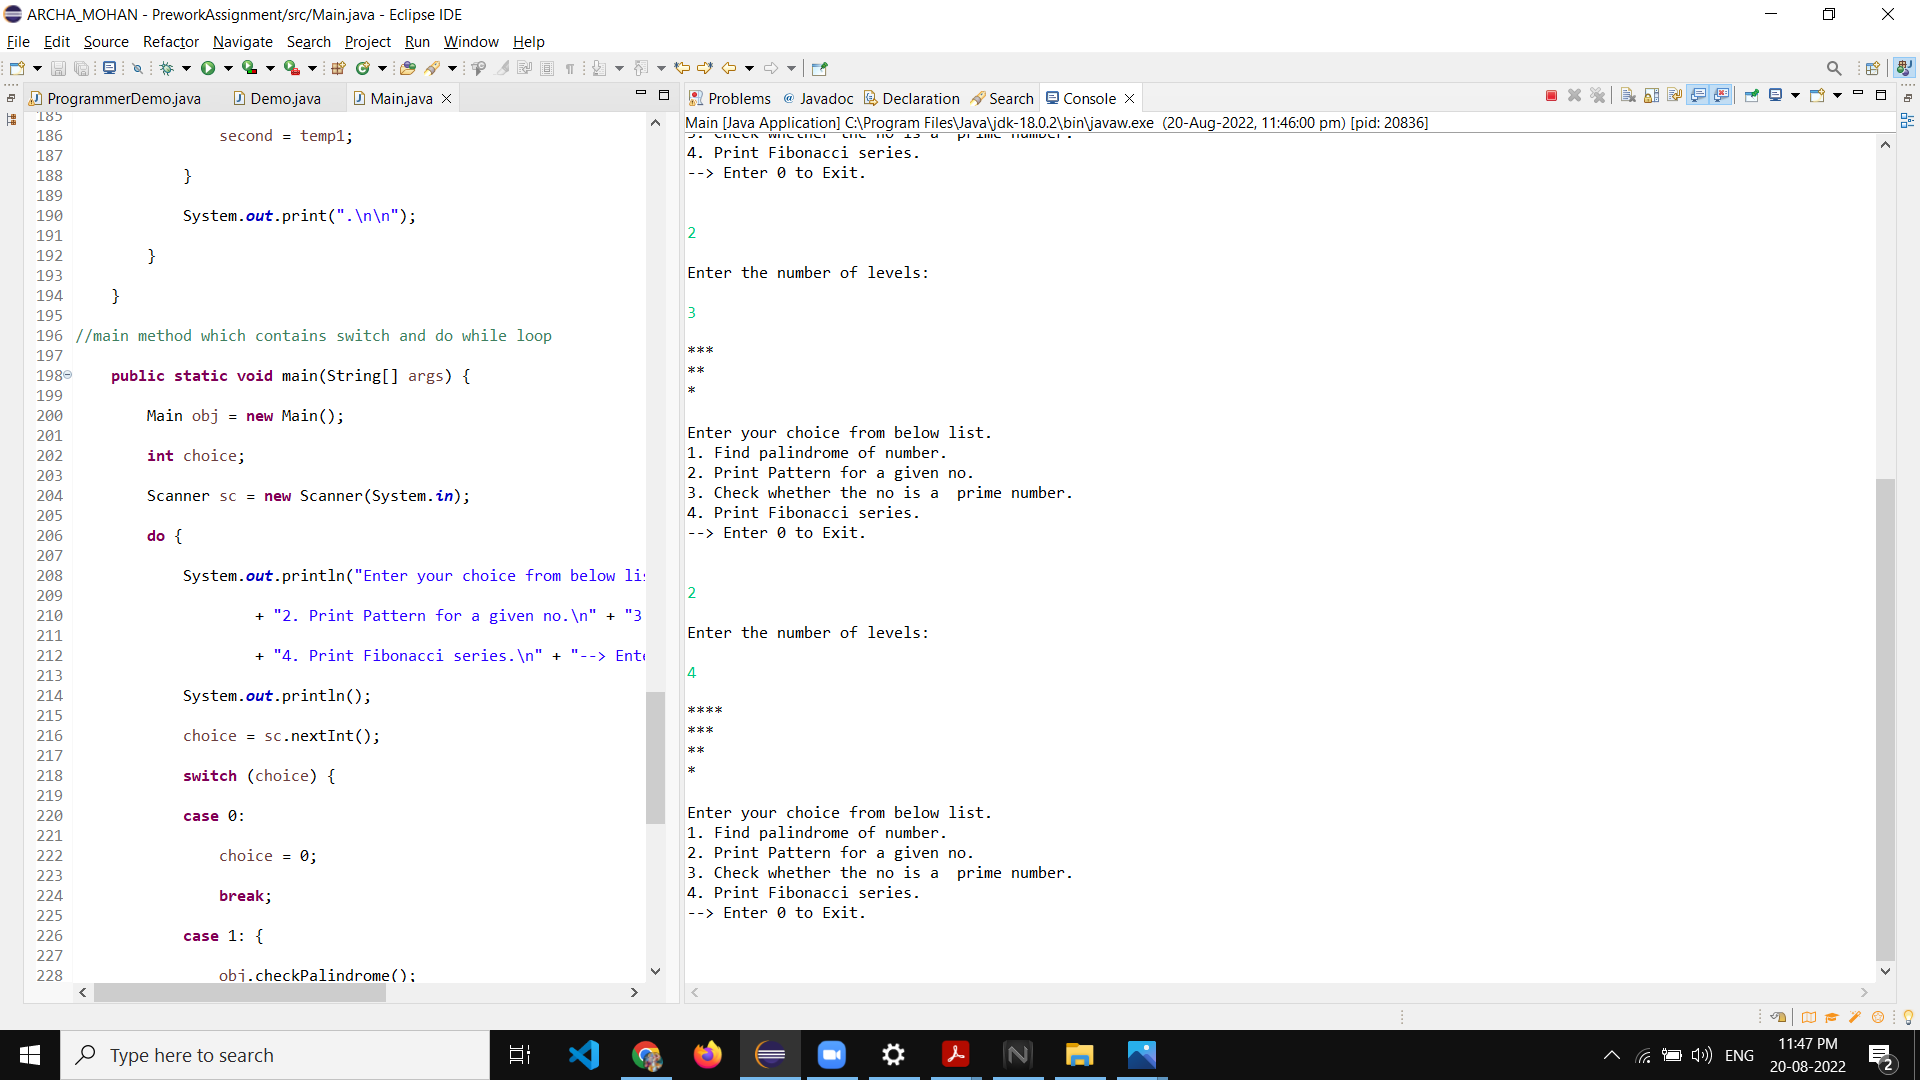 ARCHA_MOHAN - PreworkAssignment/src/Main.java - Eclipse IDE
File Edit Source Refactor Navigate Search Project Run Window Help
ProgrammerDemo.java Demo.java Main.java
185
186 second = temp1;
187
188 }
189
190 System.out.print(".\n\n");
191
192 }
193
194 }
195
196 //main method which contains switch and do while loop
197
198 public static void main(String[] args) {
199
200 Main obj = new Main();
201
202 int choice;
203
204 Scanner sc = new Scanner(System.in);
205
206 do {
207
208 System.out.println("Enter your choice from below lis
209
210 + "2. Print Pattern for a given no.\n" + "3
211
212 + "4. Print Fibonacci series.\n" + "--> Ente
213
214 System.out.println();
215
216 choice = sc.nextInt();
217
218 switch (choice) {
219
220 case 0:
221
222 choice = 0;
223
224 break;
225
226 case 1: {
227
228 obj.checkPalindrome();
Problems @ Javadoc Declaration Search Console
Main [Java Application] C:\Program Files\Java\jdk-18.0.2\bin\javaw.exe (20-Aug-2022, 11:46:00 pm) [pid: 20836]
3. Check whether the no is a  prime number.
4. Print Fibonacci series.
--> Enter 0 to Exit.
2
Enter the number of levels:
3
***
**
*
Enter your choice from below list.
1. Find palindrome of number.
2. Print Pattern for a given no.
3. Check whether the no is a  prime number.
4. Print Fibonacci series.
--> Enter 0 to Exit.
2
Enter the number of levels:
4
****
***
**
*
Enter your choice from below list.
1. Find palindrome of number.
2. Print Pattern for a given no.
3. Check whether the no is a  prime number.
4. Print Fibonacci series.
--> Enter 0 to Exit.
Type here to search
ENG
11:47 PM
20-08-2022
2